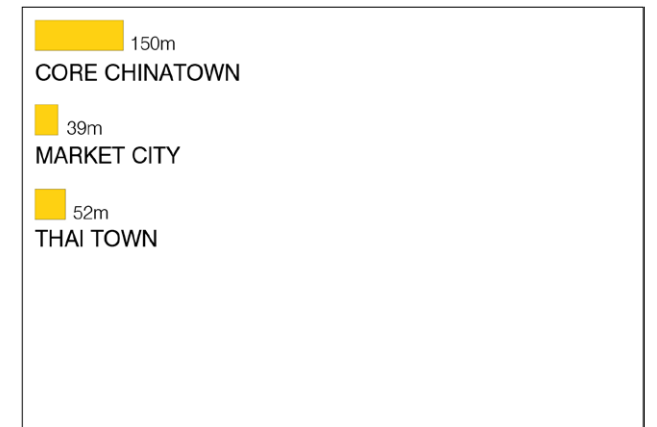 150m
CORE CHINATOWN
39m
MARKET CITY
52m
THAI TOWN